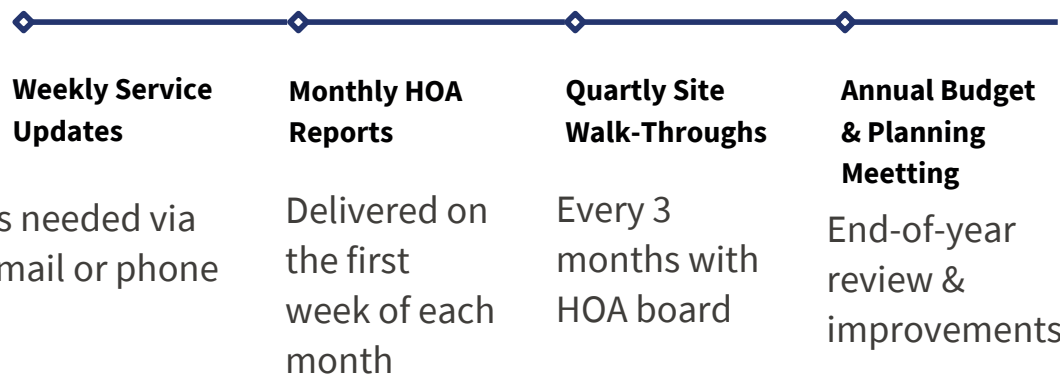 Weekly Service
Updates
s needed via
mail or phone
Monthly HOA
Reports
Delivered on
the first
week of each
month
Quartly Site
Walk-Throughs
Every 3
months with
HOA board
Annual Budget
& Planning
Meetting
End-of-year
review &
improvements